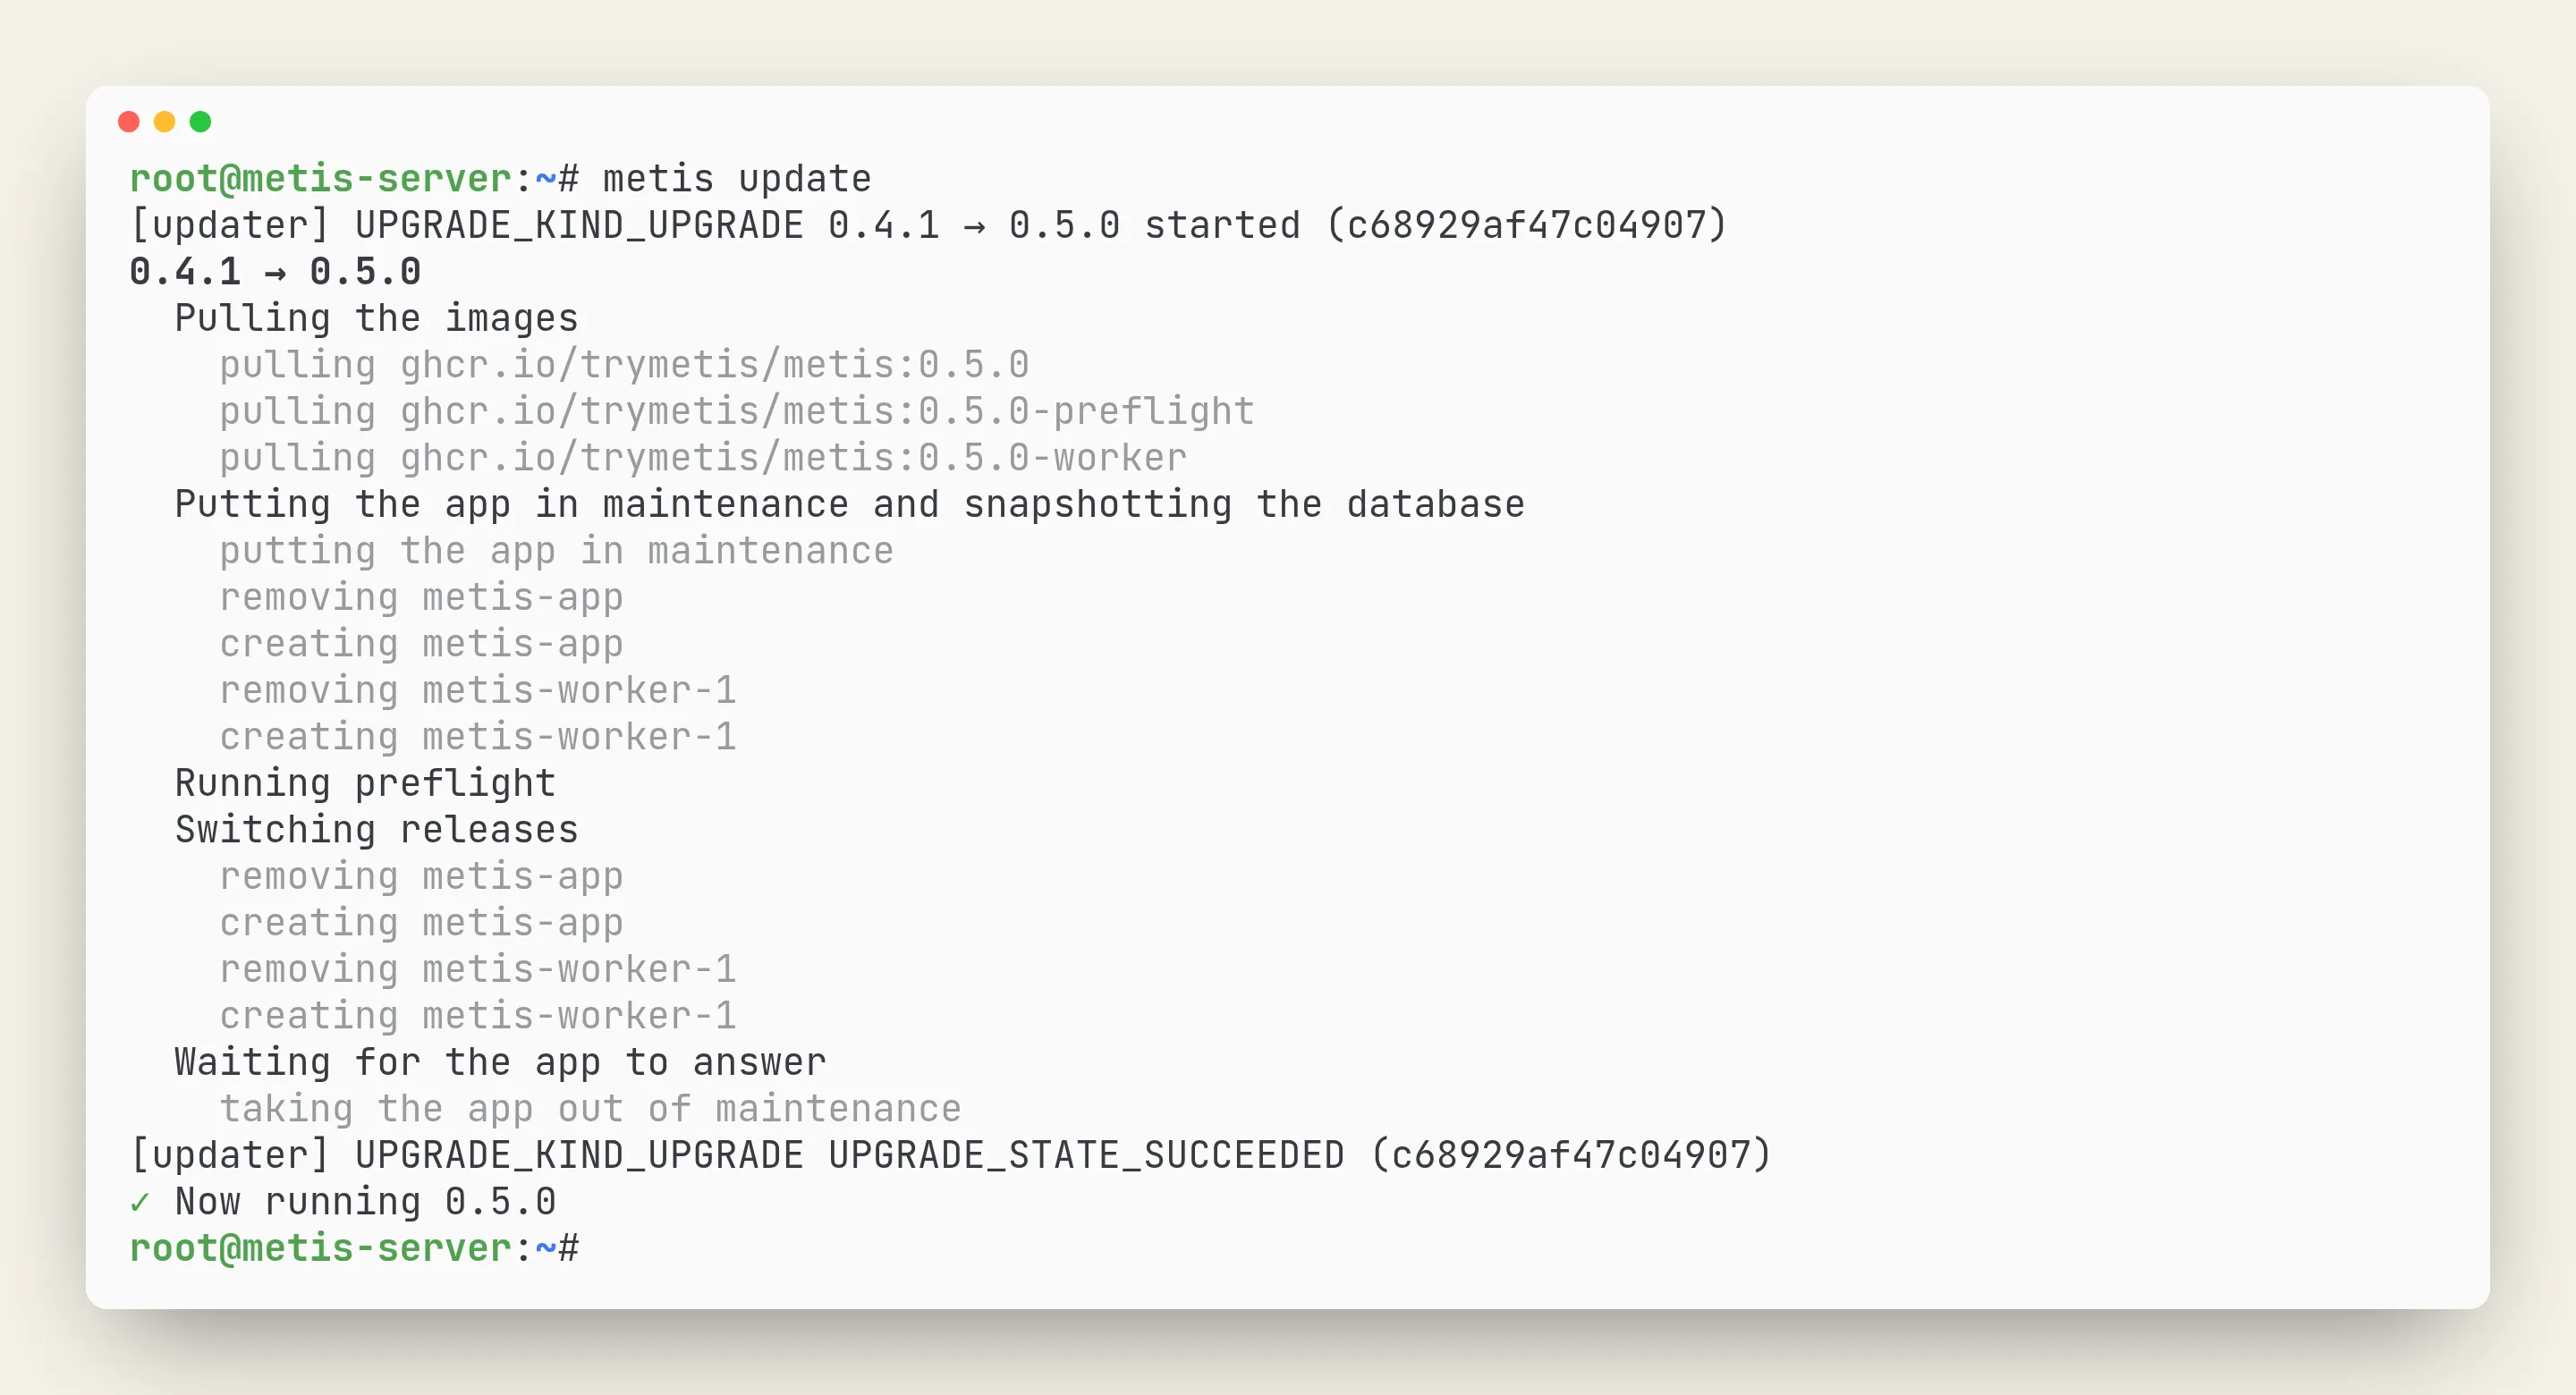 root@metis-server:~# metis update
[updater] UPGRADE_KIND_UPGRADE 0.4.1 → 0.5.0 started (c68929af47c04907)
0.4.1 → 0.5.0
  Pulling the images
    pulling ghcr.io/trymetis/metis:0.5.0
    pulling ghcr.io/trymetis/metis:0.5.0-preflight
    pulling ghcr.io/trymetis/metis:0.5.0-worker
  Putting the app in maintenance and snapshotting the database
    putting the app in maintenance
    removing metis-app
    creating metis-app
    removing metis-worker-1
    creating metis-worker-1
  Running preflight
  Switching releases
    removing metis-app
    creating metis-app
    removing metis-worker-1
    creating metis-worker-1
  Waiting for the app to answer
    taking the app out of maintenance
[updater] UPGRADE_KIND_UPGRADE UPGRADE_STATE_SUCCEEDED (c68929af47c04907)
✓ Now running 0.5.0
root@metis-server:~#